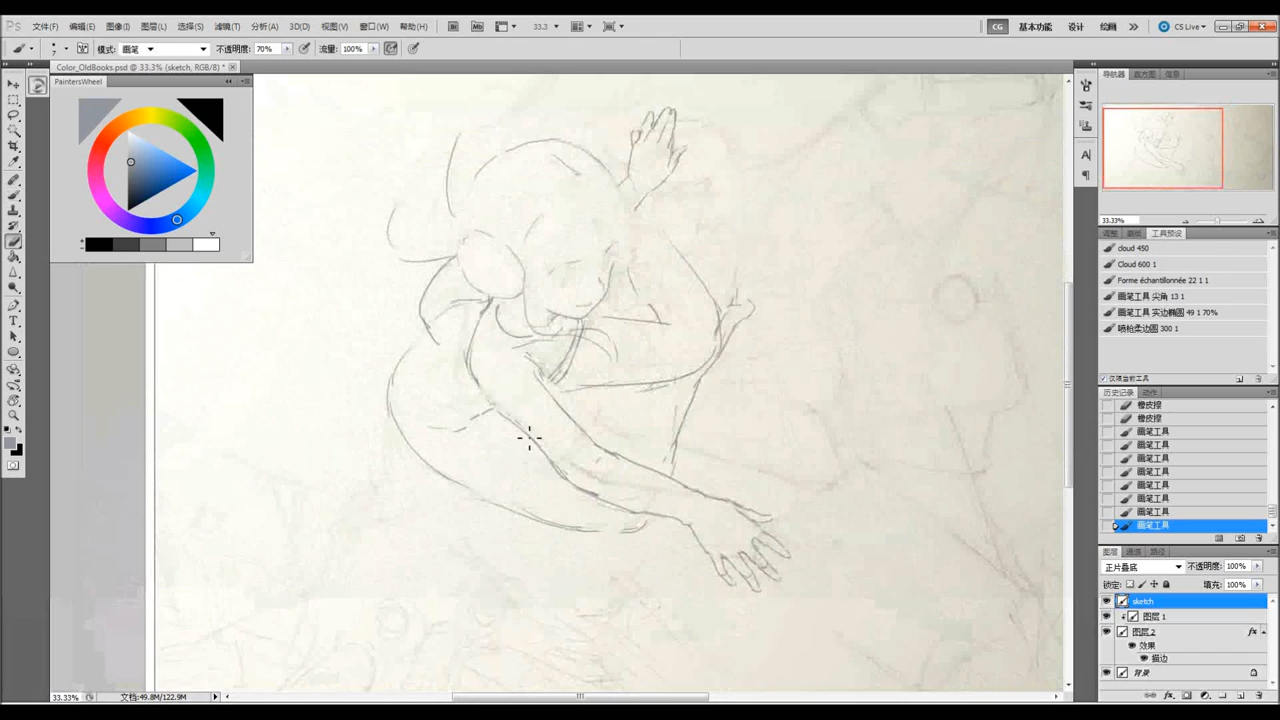 Ps 文件(F) 编辑(E) 图像(I) 图层(L) 选择(S) 滤镜(T) 分析(A) 3D(D) 视图(V) 窗口(W) 帮助(H) Br Mb 33.3 CG 基本功能 设计 绘画 CS Live
7 模式: 画笔 不透明度: 70% 流量: 100%
Color_OldBooks.psd @ 33.3% (sketch, RGB/8) *
PaintersWheel
导航器 直方图 信息
33.33%
调整 工具预设
cloud 450
Cloud 600 1
Forme échantillonnée 22 1 1
画笔工具 尖角 13 1
画笔工具 实边椭圆 49 1 70%
喷枪柔边圆 300 1
仅限当前工具
历史记录 动作
橡皮擦
橡皮擦
画笔工具
画笔工具
画笔工具
画笔工具
画笔工具
画笔工具
画笔工具
画笔工具
图层 通道 路径
正片叠底 不透明度: 100%
锁定: 填充: 100%
sketch
图层 1
图层 2 fx
效果
描边
背景
33.33% 文档:49.8M/122.9M